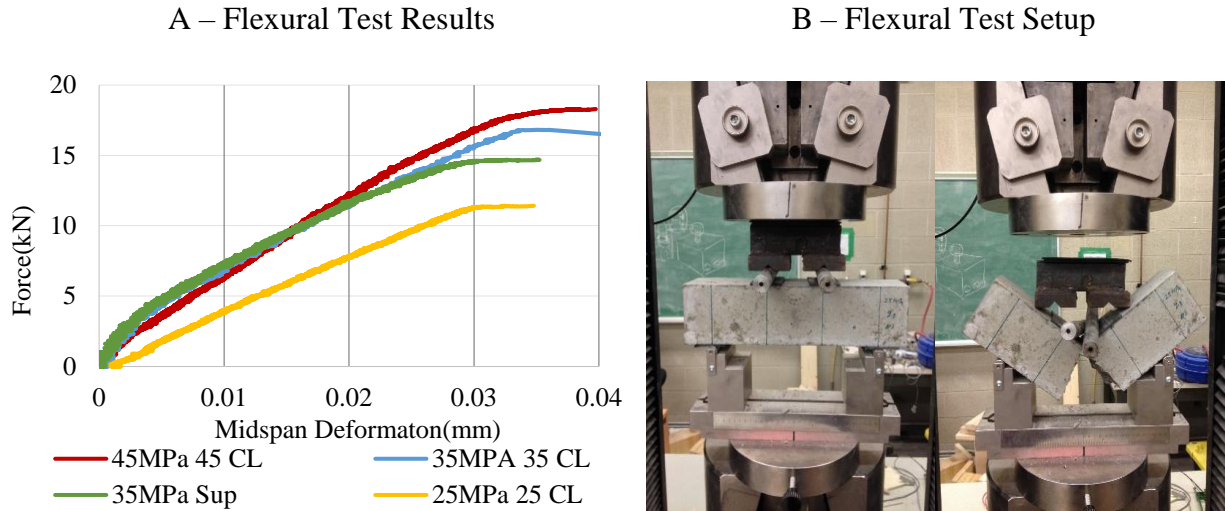 A – Flexural Test Results
B – Flexural Test Setup
20
15
10
5
0
Force(kN)
0 0.01 0.02 0.03 0.04
Midspan Deformaton(mm)
45MPa 45 CL 35MPA 35 CL
35MPa Sup 25MPa 25 CL